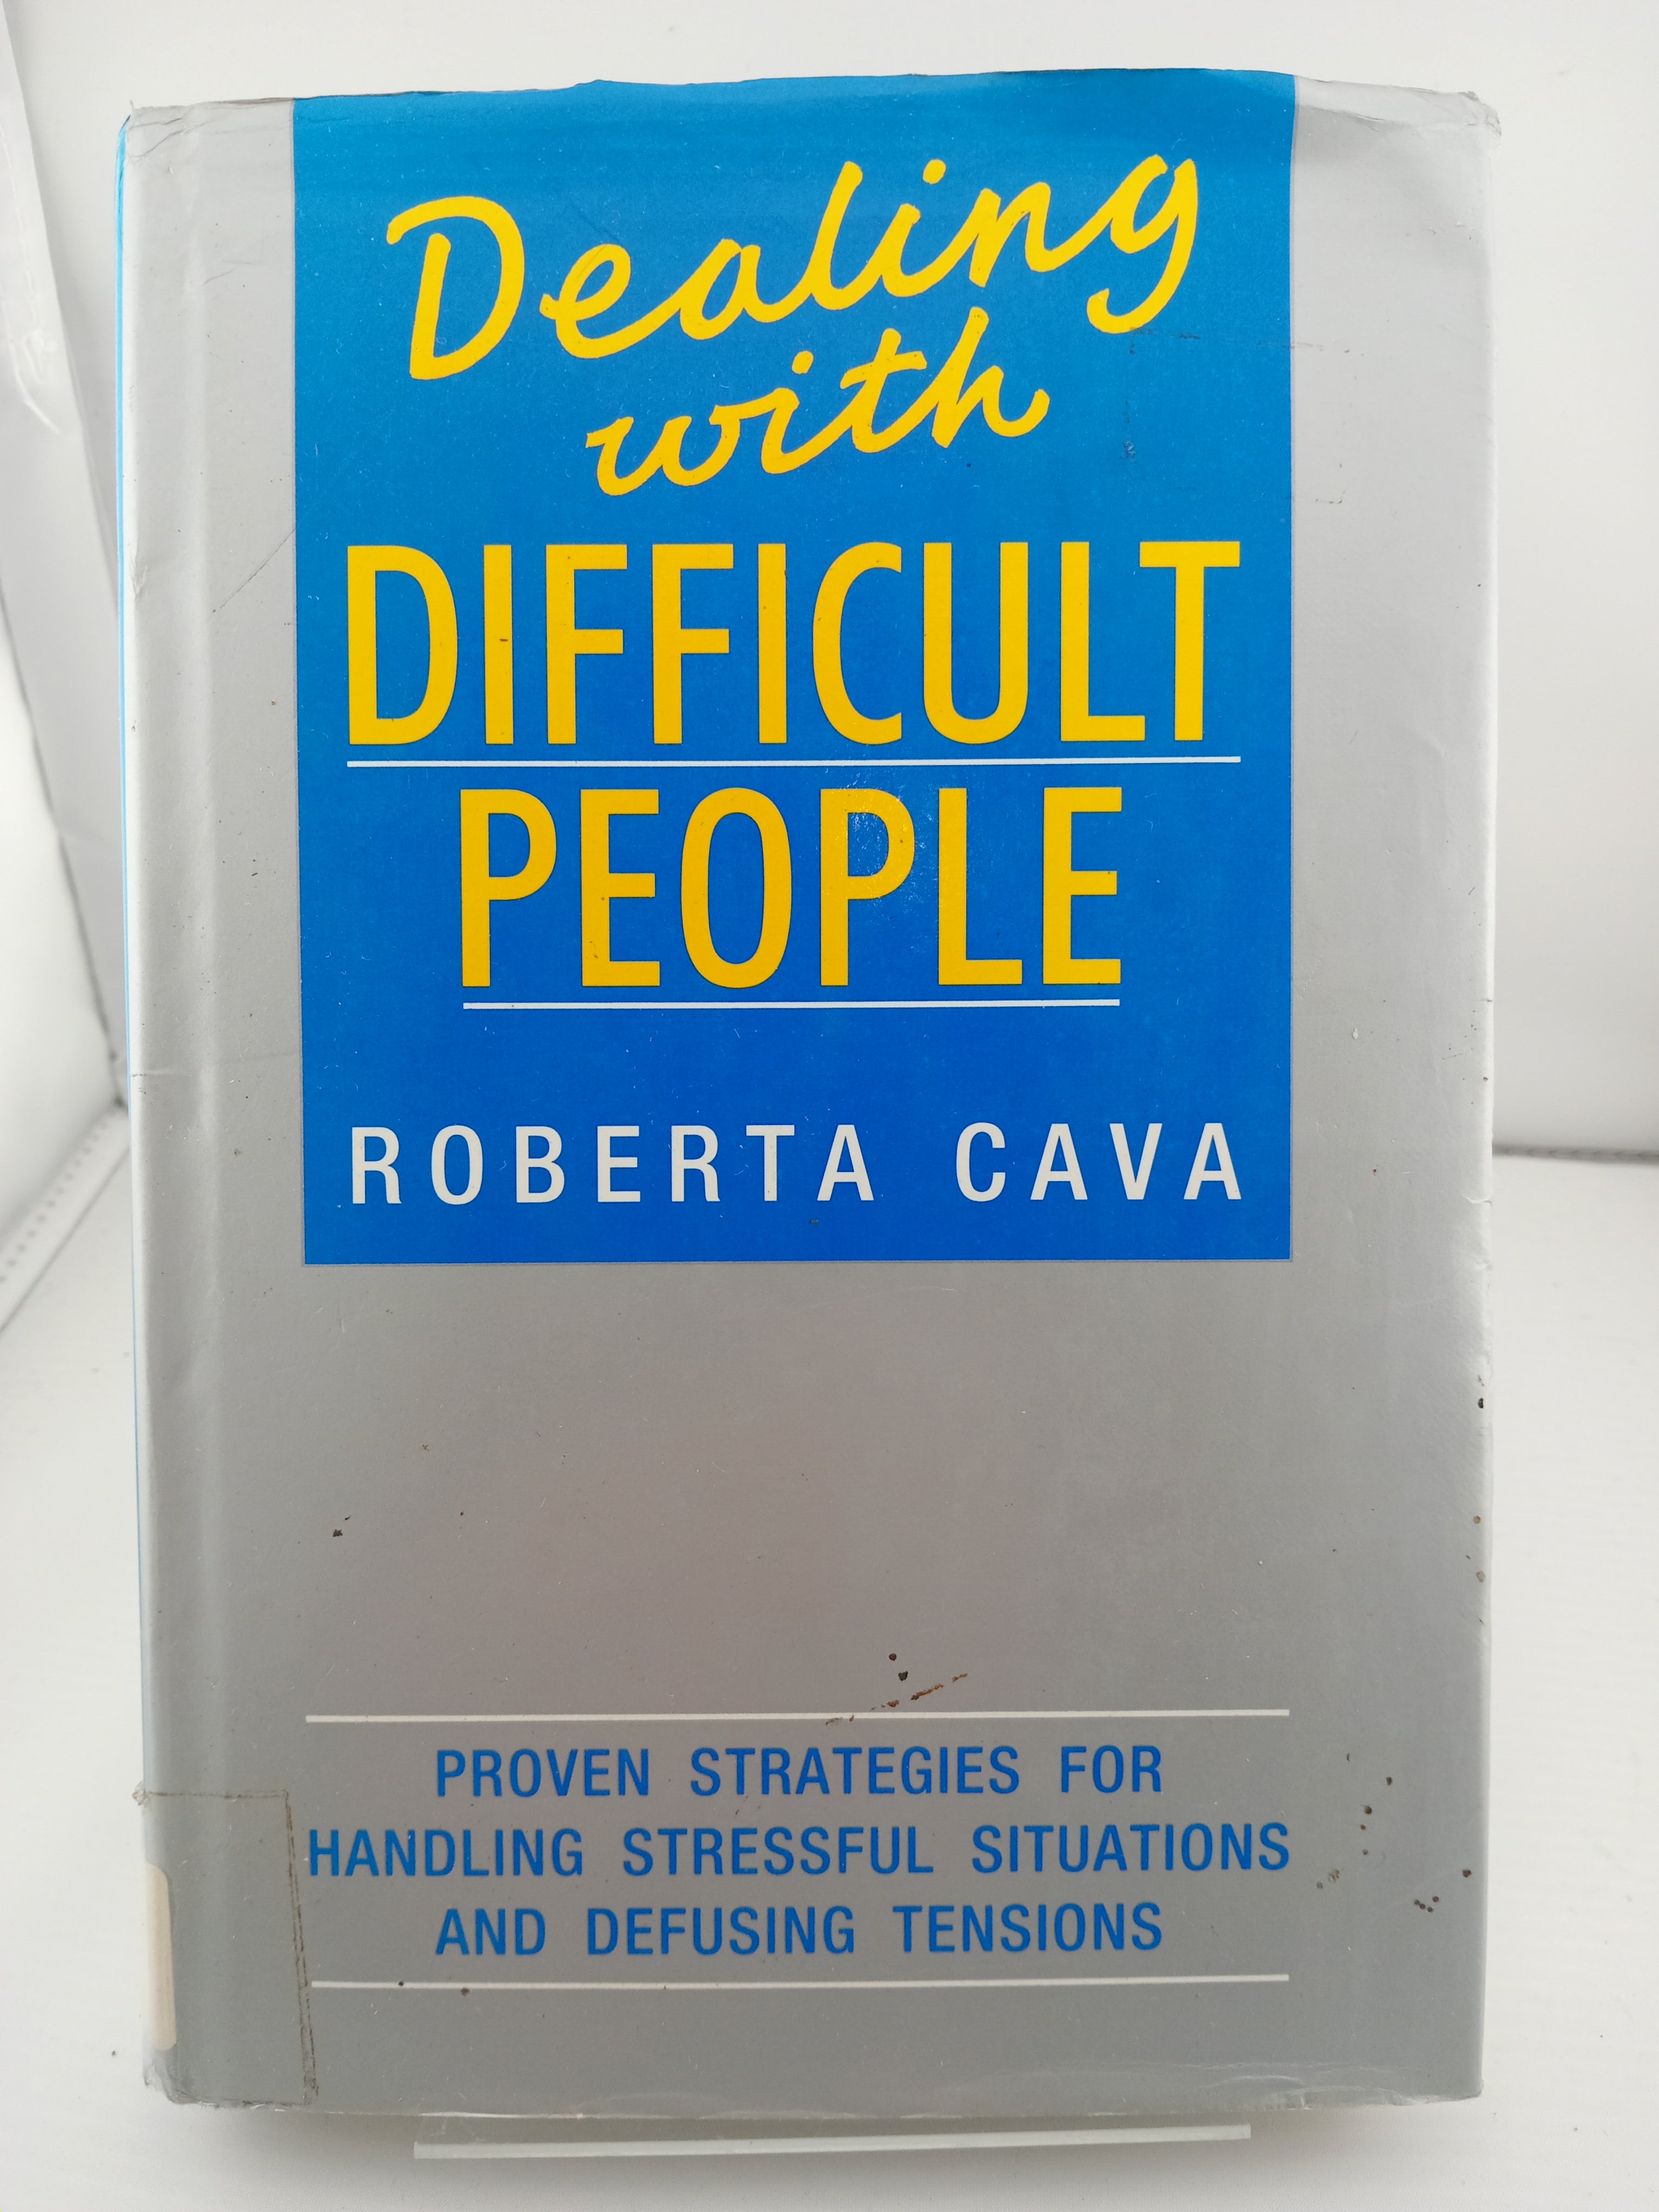 Dealing
with
DIFFICULT
PEOPLE
ROBERTA CAVA
PROVEN STRATEGIES FOR
HANDLING STRESSFUL SITUATIONS
AND DEFUSING TENSIONS